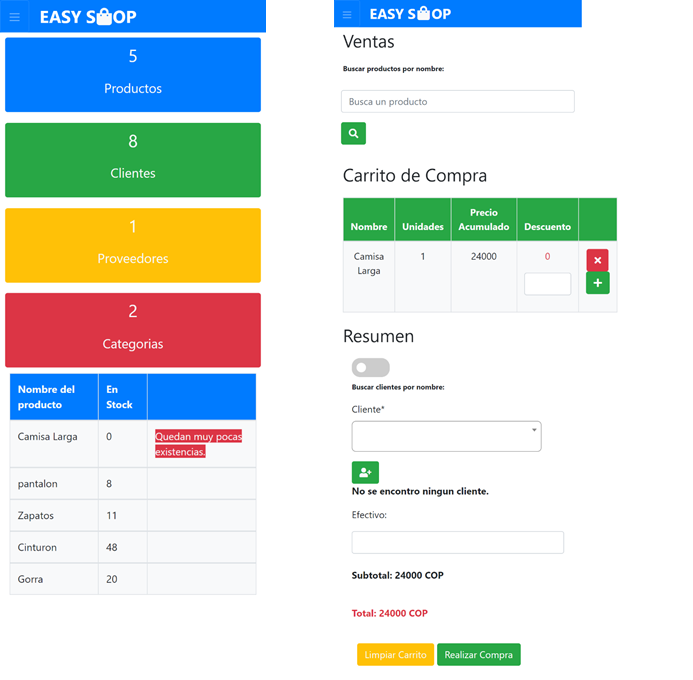 EASY SHOP
5
Productos
8
Clientes
1
Proveedores
2
Categorias
Nombre del producto En Stock
Camisa Larga 0 Quedan muy pocas existencias.
pantalon 8
Zapatos 11
Cinturon 48
Gorra 20
EASY SHOP
Ventas
Buscar productos por nombre:
Busca un producto
Carrito de Compra
Nombre Unidades Precio Acumulado Descuento
Camisa Larga 1 24000 0
Resumen
Buscar clientes por nombre:
Cliente*
No se encontro ningun cliente.
Efectivo:
Subtotal: 24000 COP
Total: 24000 COP
Limpiar Carrito Realizar Compra